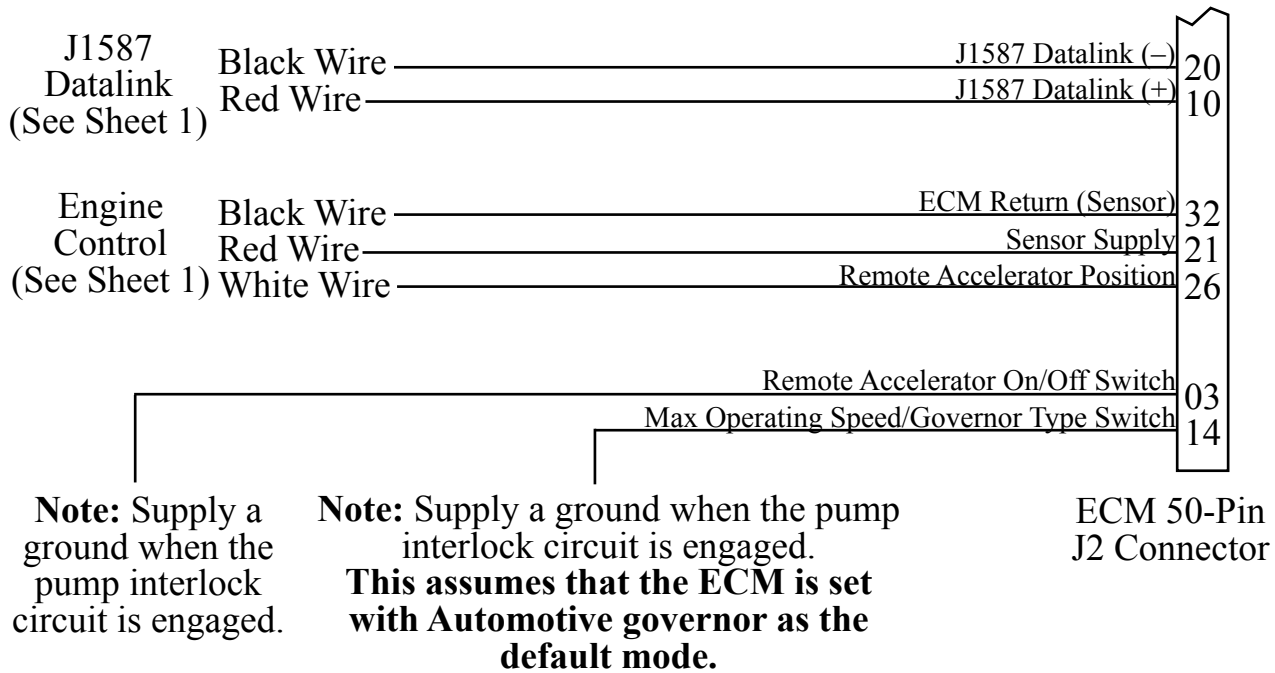 J1587
Datalink
(See Sheet 1)
Black Wire
Red Wire
J1587 Datalink (–)
J1587 Datalink (+)
20
10
Engine
Control
(See Sheet 1)
Black Wire
Red Wire
White Wire
ECM Return (Sensor)
Sensor Supply
Remote Accelerator Position
32
21
26
Remote Accelerator On/Off Switch
Max Operating Speed/Governor Type Switch
03
14
Note: Supply a
ground when the
pump interlock
circuit is engaged.
Note: Supply a ground when the pump
interlock circuit is engaged.
This assumes that the ECM is set
with Automotive governor as the
default mode.
ECM 50-Pin
J2 Connector